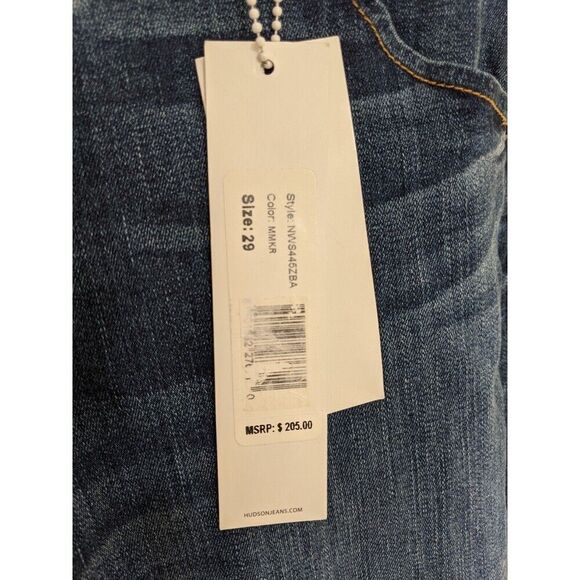 Style: NWS445ZBA
Color: MMKR
Size: 29
MSRP: $ 205.00
HUDSONJEANS.COM